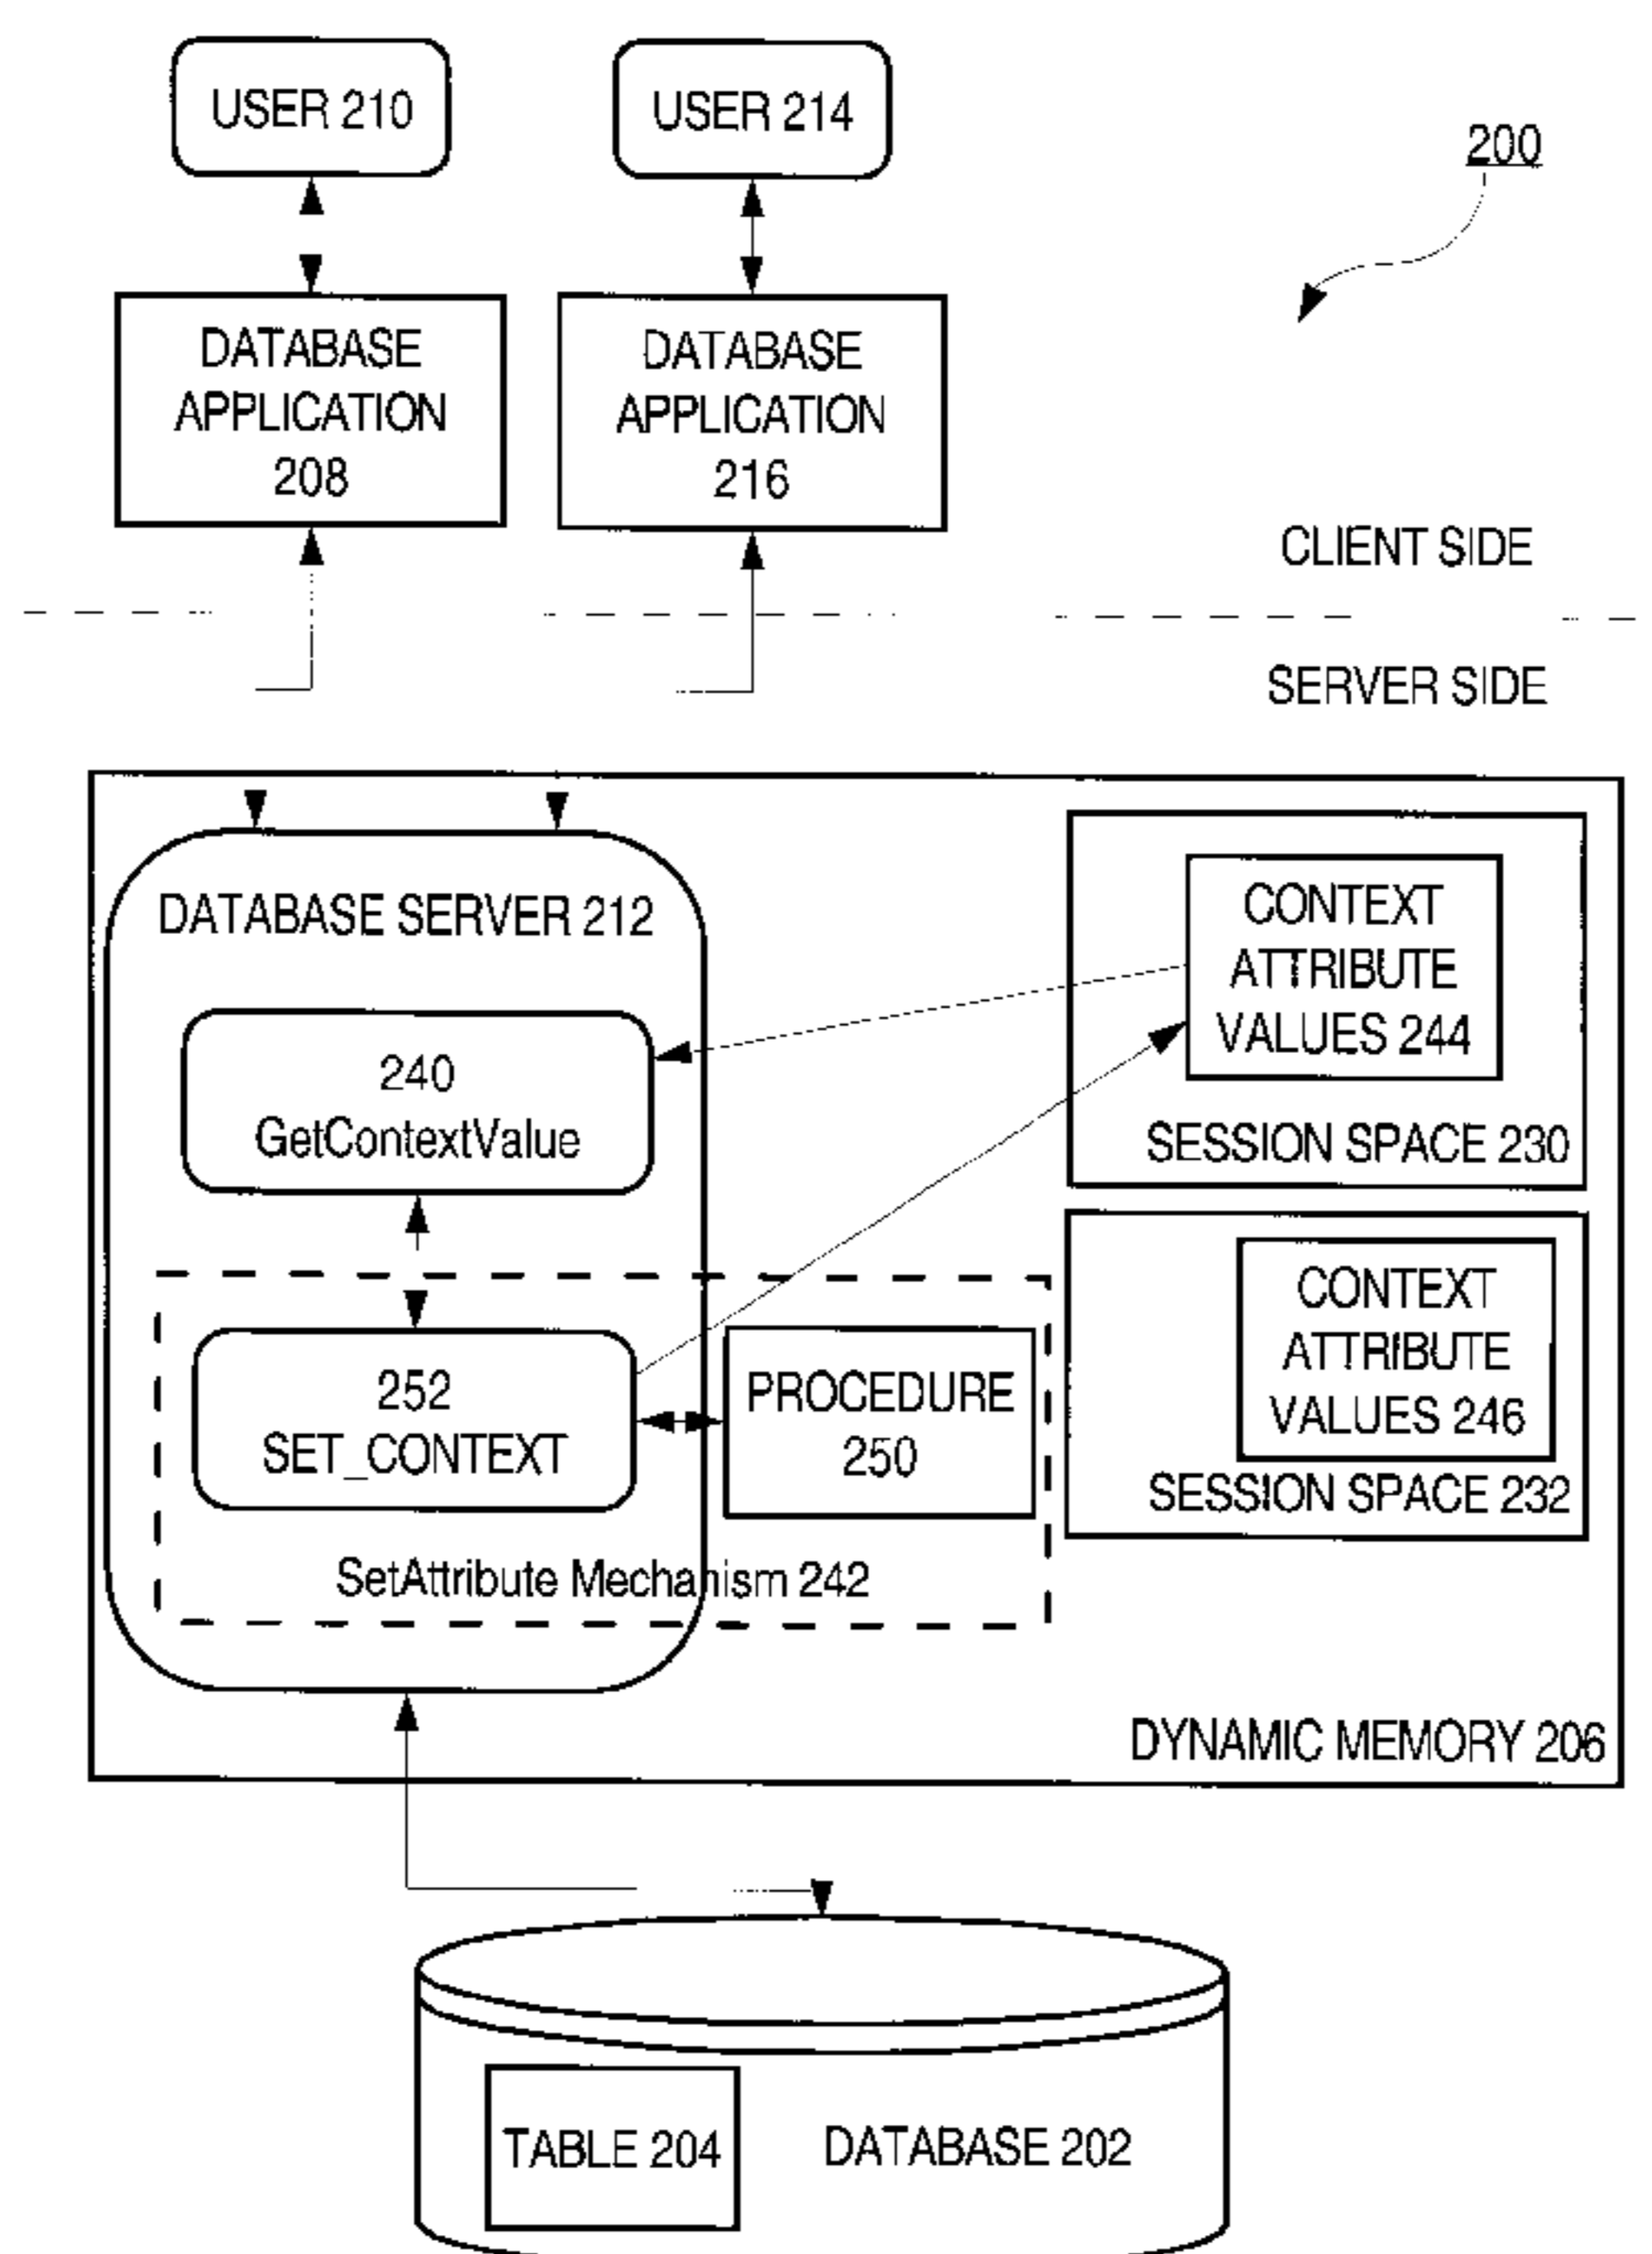 USER 210
USER 214
200
DATABASE
APPLICATION
208
DATABASE
APPLICATION
216
CLIENT SIDE
SERVER SIDE
DATABASE SERVER 212
CONTEXT
ATTRIBUTE
VALUES 244
240
GetContextValue
SESSION SPACE 230
252
SET_CONTEXT
PROCEDURE
250
CONTEXT
ATTRIBUTE
VALUES 246
SESSION SPACE 232
SetAttribute Mechanism 242
DYNAMIC MEMORY 206
TABLE 204
DATABASE 202